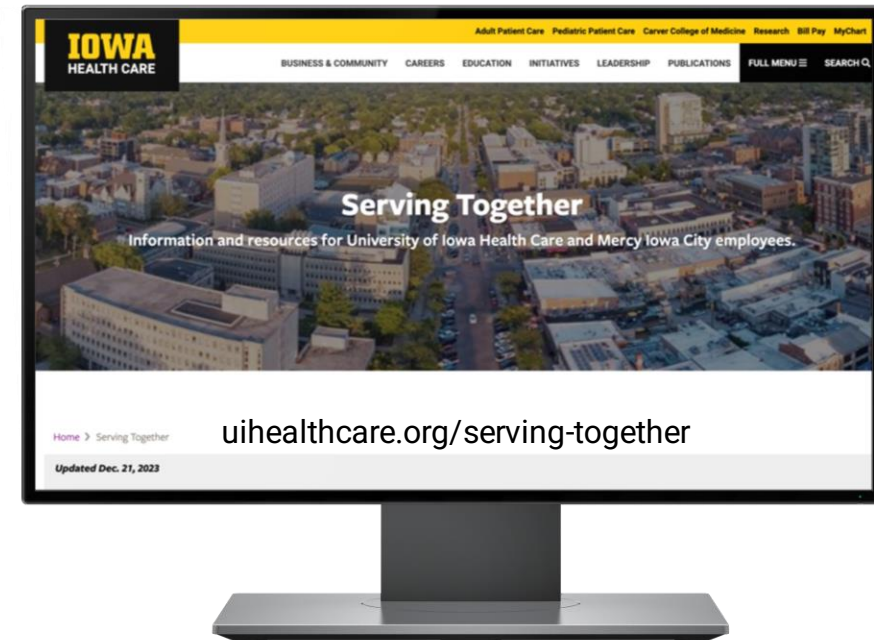 Adult Patient Care Pediatric Patient Care Carver College of Medicine Research Bill Pay MyChart
IOWA
HEALTH CARE
BUSINESS & COMMUNITY CAREERS EDUCATION INITIATIVES LEADERSHIP PUBLICATIONS FULL MENU SEARCH
Serving Together
Information and resources for University of Iowa Health Care and Mercy Iowa City employees.
Home > Serving Together
uihealthcare.org/serving-together
Updated Dec. 21, 2023